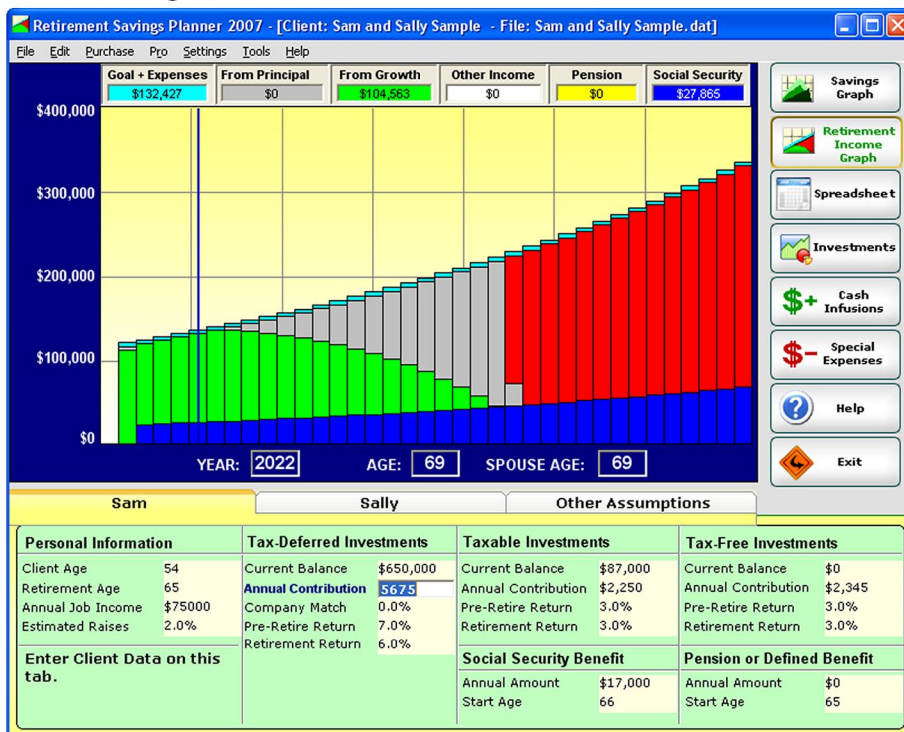 Retirement Savings Planner 2007 - [Client: Sam and Sally Sample - File: Sam and Sally Sample.dat]
File Edit Purchase Pro Settings Tools Help
Goal + Expenses From Principal From Growth Other Income Pension Social Security
$132,427 $0 $104,563 $0 $0 $27,865
$400,000
$300,000
$200,000
$100,000
$0
YEAR: 2022 AGE: 69 SPOUSE AGE: 69
Savings
Graph
Retirement
Income
Graph
Spreadsheet
Investments
$+ Cash
Infusions
$- Special
Expenses
? Help
Exit
Sam Sally Other Assumptions
Personal Information
Client Age 54
Retirement Age 65
Annual Job Income $75000
Estimated Raises 2.0%
Enter Client Data on this
tab.
Tax-Deferred Investments
Current Balance $650,000
Annual Contribution 5675
Company Match 0.0%
Pre-Retire Return 7.0%
Retirement Return 6.0%
Taxable Investments
Current Balance $87,000
Annual Contribution $2,250
Pre-Retire Return 3.0%
Retirement Return 3.0%
Social Security Benefit
Annual Amount $17,000
Start Age 66
Tax-Free Investments
Current Balance $0
Annual Contribution $2,345
Pre-Retire Return 3.0%
Retirement Return 3.0%
Pension or Defined Benefit
Annual Amount $0
Start Age 65